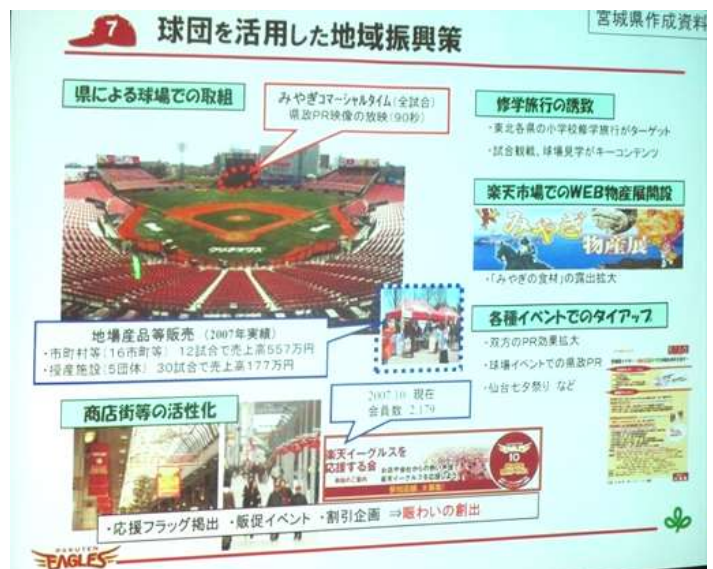 宮城県作成資料
7
球団を活用した地域振興策
県による球場での取組
みやぎコマーシャルタイム(全試合)
県政PR映像の放映(90秒)
クリネックス
地場産品等販売 (2007年実績)
・市町村等(16市町等) 12試合で売上高557万円
・授産施設(5団体) 30試合で売上高177万円
商店街等の活性化
2007.10 現在
会員数 2,179
楽天イーグルスを
応援する会
EAGLES
10
・応援フラッグ掲出 ・販促イベント ・割引企画 ⇒賑わいの創出
修学旅行の誘致
・東北各県の小学校修学旅行がターゲット
・試合観戦、球場見学がキーコンテンツ
楽天市場でのWEB物産展開設
みやぎ
物産展
・「みやぎの食材」の露出拡大
各種イベントでのタイアップ
・双方のPR効果拡大
・球場イベントでの県政PR
・仙台七夕祭り など
RAKUTEN
EAGLES